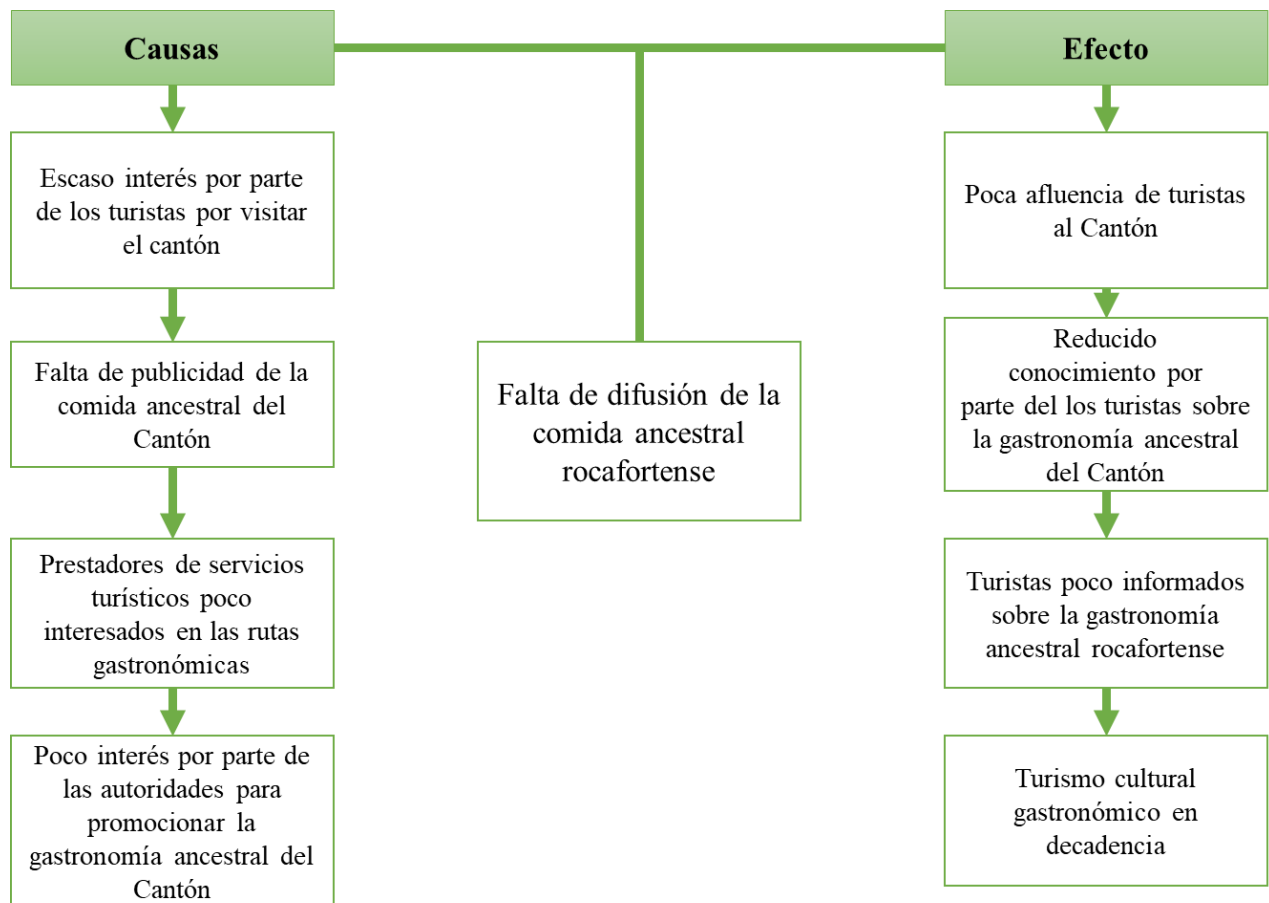 Causas
Escaso interés por parte
de los turistas por visitar
el cantón
Falta de publicidad de la
comida ancestral del
Cantón
Prestadores de servicios
turísticos poco
interesados en las rutas
gastronómicas
Poco interés por parte de
las autoridades para
promocionar la
gastronomía ancestral del
Cantón
Falta de difusión de la
comida ancestral
rocafortense
Efecto
Poca afluencia de turistas
al Cantón
Reducido
conocimiento por
parte del los turistas sobre
la gastronomía ancestral
del Cantón
Turistas poco informados
sobre la gastronomía
ancestral rocafortense
Turismo cultural
gastronómico en
decadencia